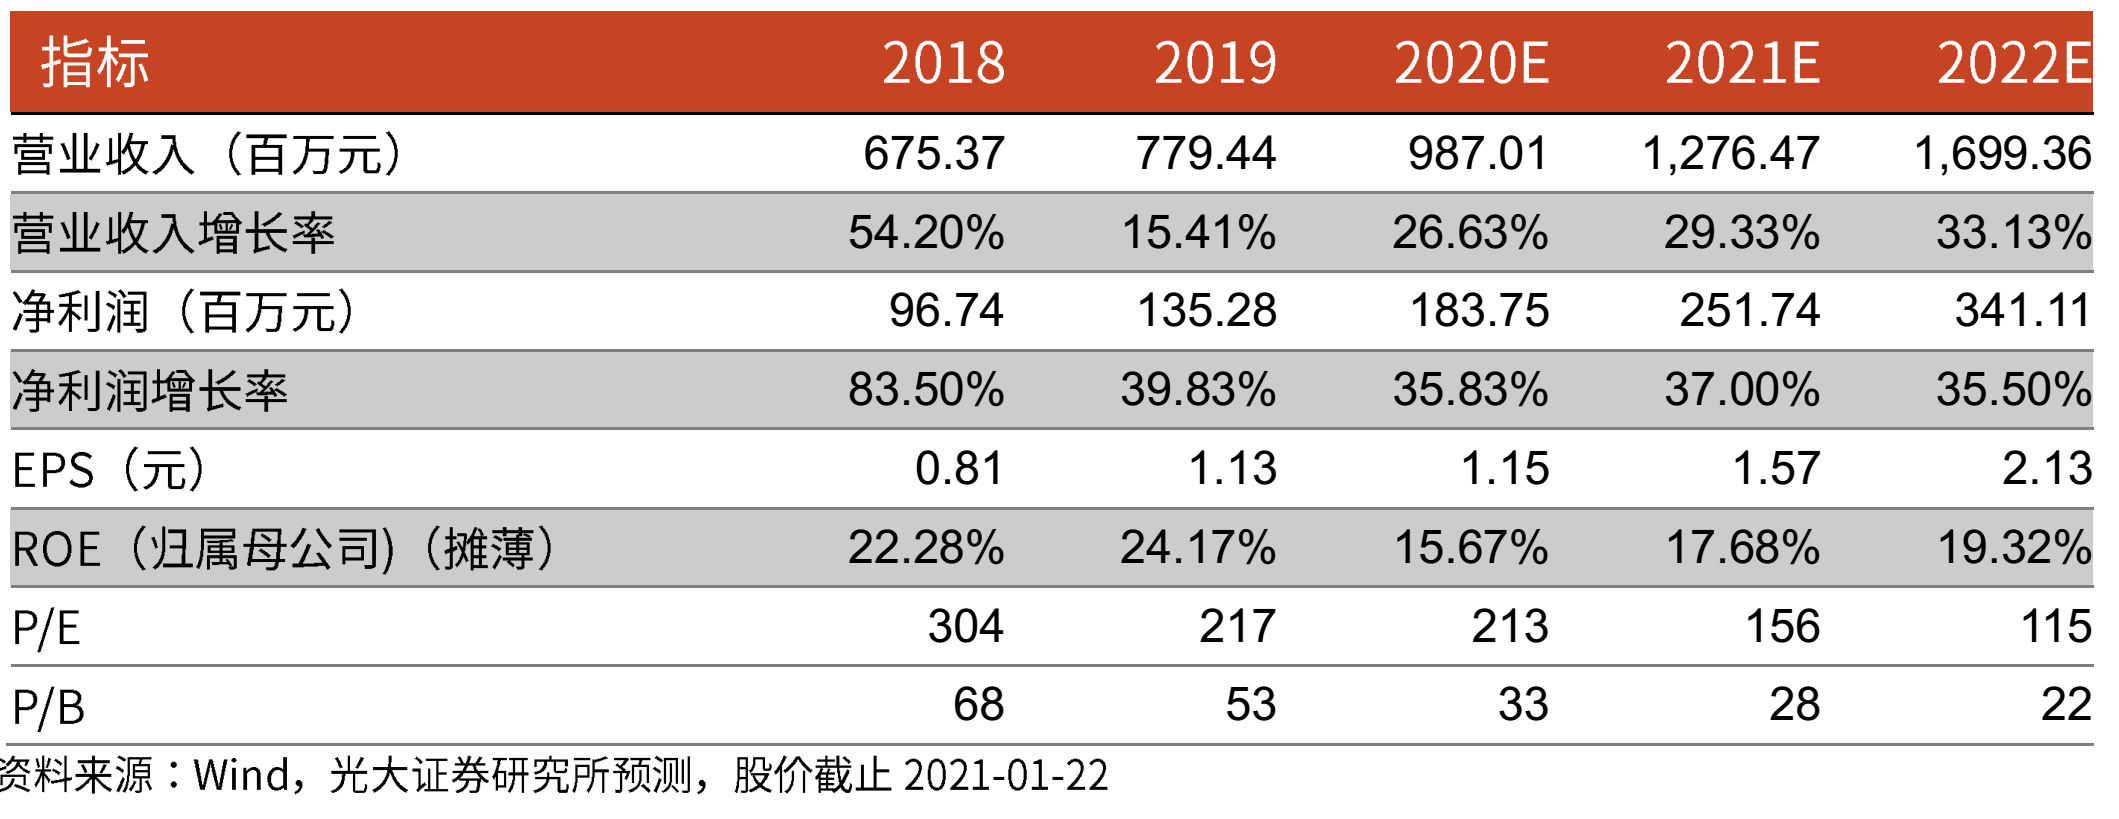 指标 2018 2019 2020E 2021E 2022E
营业收入（百万元） 675.37 779.44 987.01 1,276.47 1,699.36
营业收入增长率 54.20% 15.41% 26.63% 29.33% 33.13%
净利润（百万元） 96.74 135.28 183.75 251.74 341.11
净利润增长率 83.50% 39.83% 35.83% 37.00% 35.50%
EPS（元） 0.81 1.13 1.15 1.57 2.13
ROE（归属母公司)（摊薄） 22.28% 24.17% 15.67% 17.68% 19.32%
P/E 304 217 213 156 115
P/B 68 53 33 28 22
资料来源：Wind，光大证券研究所预测，股价截止 2021-01-22